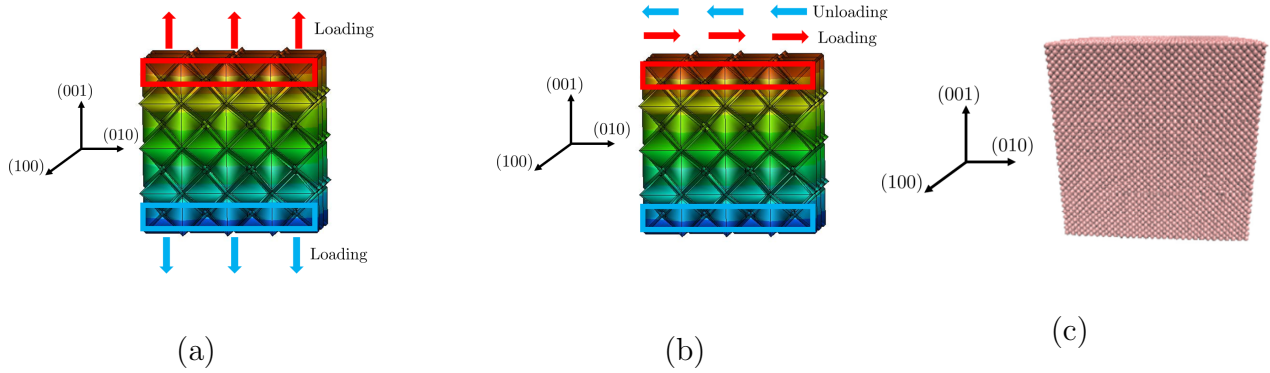 Loading
(001)
(010)
(100)
Loading
(a)
Unloading
Loading
(001)
(010)
(100)
(b)
(001)
(010)
(100)
(c)